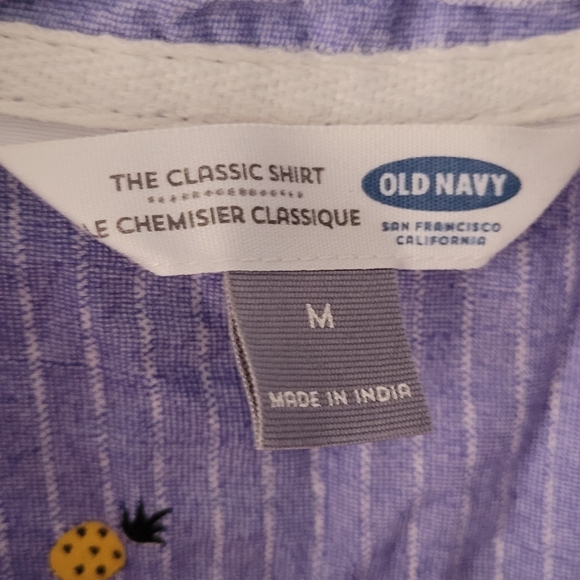 THE CLASSIC SHIRT
LE CHEMISIER CLASSIQUE
OLD NAVY
SAN FRANCISCO
CALIFORNIA
M
MADE IN INDIA